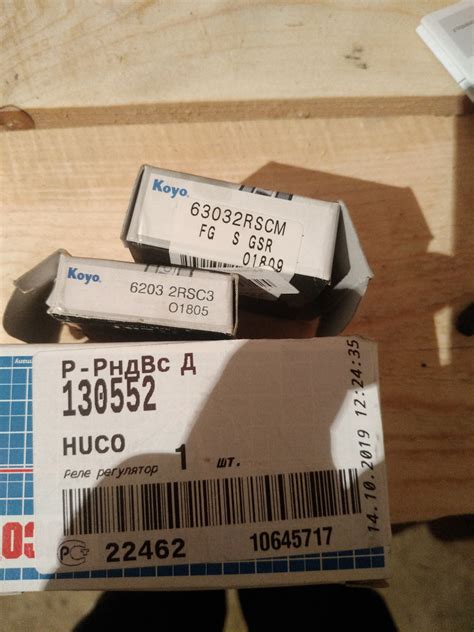 Koyo
63032RSCM
FG S GSR
O1809
Koyo
6203 2RSC3
O1805
Р-РндВс Д
130552
HUCO
Реле регулятор
1 шт.
22462
10645717
14.10.2019 12:24:35